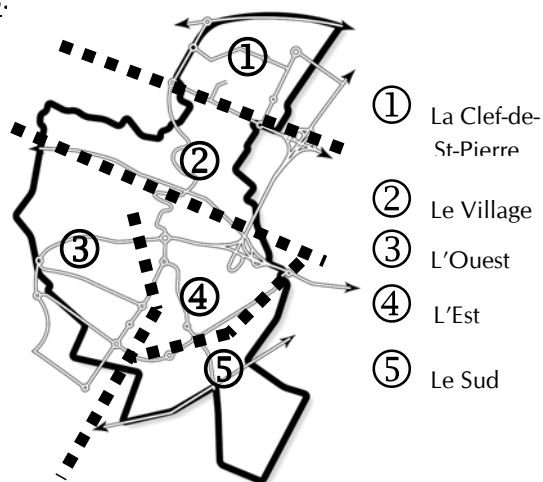 ①
②
③
④
⑤
① La Clef-de-
St-Pierre
② Le Village
③ L'Ouest
④ L'Est
⑤ Le Sud